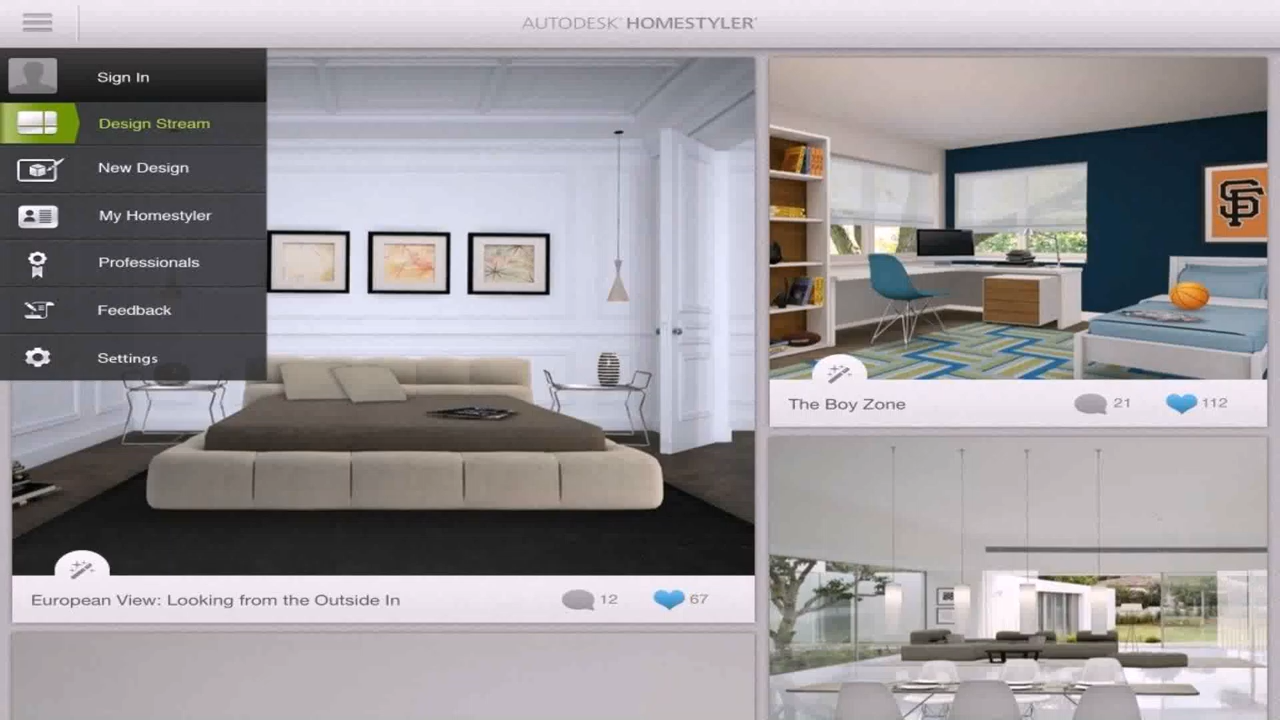 AUTODESK® HOMESTYLER®
Sign In
Design Stream
New Design
My Homestyler
Professionals
Feedback
Settings
European View: Looking from the Outside In
12
67
SF
The Boy Zone
21
112